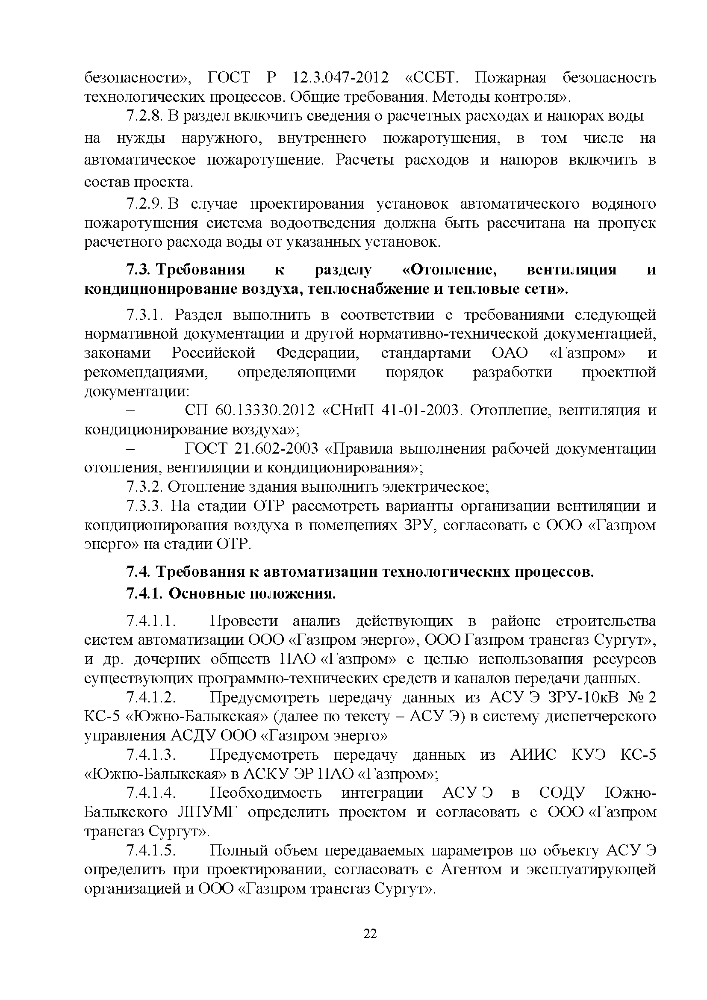 безопасности», ГОСТ Р 12.3.047-2012 «ССБТ. Пожарная безопасность
технологических процессов. Общие требования. Методы контроля».
7.2.8. В раздел включить сведения о расчетных расходах и напорах воды
на нужды наружного, внутреннего пожаротушения, в том числе на
автоматическое пожаротушение. Расчеты расходов и напоров включить в
состав проекта.
7.2.9. В случае проектирования установок автоматического водяного
пожаротушения система водоотведения должна быть рассчитана на пропуск
расчетного расхода воды от указанных установок.
7.3. Требования к разделу «Отопление, вентиляция и
кондиционирование воздуха, теплоснабжение и тепловые сети».
7.3.1. Раздел выполнить в соответствии с требованиями следующей
нормативной документации и другой нормативно-технической документацией,
законами Российской Федерации, стандартами ОАО «Газпром» и
рекомендациями, определяющими порядок разработки проектной
документации:
– СП 60.13330.2012 «СНиП 41-01-2003. Отопление, вентиляция и
кондиционирование воздуха»;
– ГОСТ 21.602-2003 «Правила выполнения рабочей документации
отопления, вентиляции и кондиционирования»;
7.3.2. Отопление здания выполнить электрическое;
7.3.3. На стадии ОТР рассмотреть варианты организации вентиляции и
кондиционирования воздуха в помещениях ЗРУ, согласовать с ООО «Газпром
энерго» на стадии ОТР.
7.4. Требования к автоматизации технологических процессов.
7.4.1. Основные положения.
7.4.1.1. Провести анализ действующих в районе строительства
систем автоматизации ООО «Газпром энерго», ООО Газпром трансгаз Сургут»,
и др. дочерних обществ ПАО «Газпром» с целью использования ресурсов
существующих программно-технических средств и каналов передачи данных.
7.4.1.2. Предусмотреть передачу данных из АСУ Э ЗРУ-10кВ № 2
КС-5 «Южно-Балыкская» (далее по тексту – АСУ Э) в систему диспетчерского
управления АСДУ ООО «Газпром энерго»
7.4.1.3. Предусмотреть передачу данных из АИИС КУЭ КС-5
«Южно-Балыкская» в АСКУ ЭР ПАО «Газпром»;
7.4.1.4. Необходимость интеграции АСУ Э в СОДУ Южно-
Балыкского ЛПУМГ определить проектом и согласовать с ООО «Газпром
трансгаз Сургут».
7.4.1.5. Полный объем передаваемых параметров по объекту АСУ Э
определить при проектировании, согласовать с Агентом и эксплуатирующей
организацией и ООО «Газпром трансгаз Сургут».
22